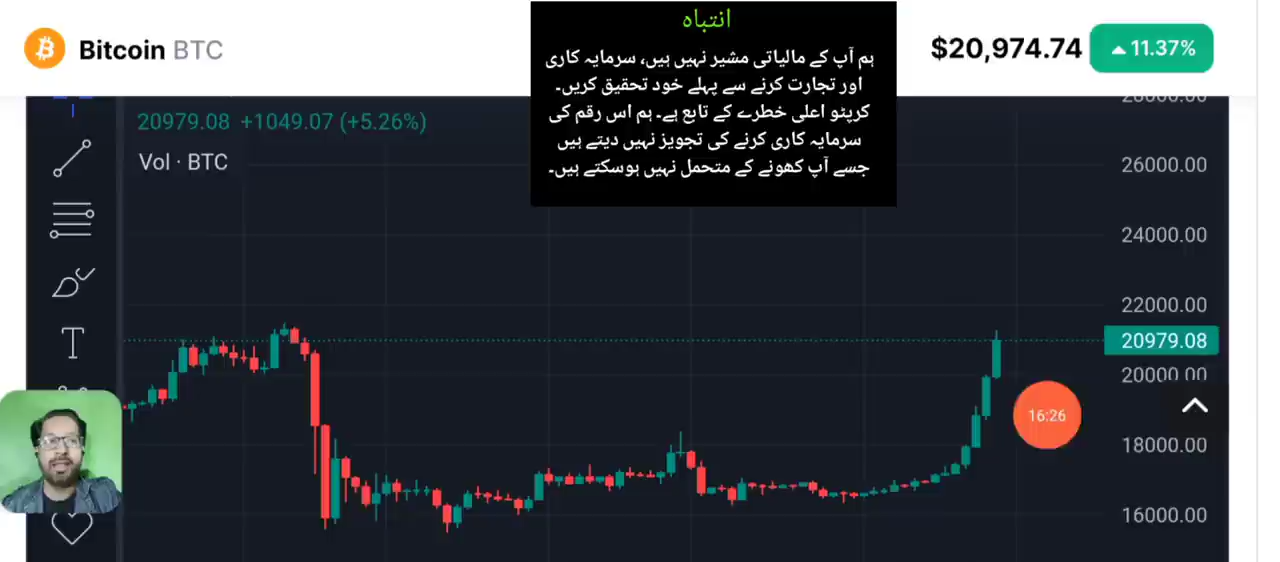 Bitcoin BTC
انتباہ
ہم آپ کے مالیاتی مشیر نہیں ہیں، سرمایہ کاری
اور تجارت کرنے سے پہلے خود تحقیق کریں۔
کرپٹو اعلی خطرے کے تابع ہے۔ ہم اس رقم کی
سرمایہ کاری کرنے کی تجویز نہیں دیتے ہیں
جسے آپ کھونے کے متحمل نہیں ہوسکتے ہیں۔
$20,974.74 11.37%
20979.08 +1049.07 (+5.26%)
Vol · BTC
T
26000.00
24000.00
22000.00
20979.08
20000.00
18000.00
16000.00
16:26